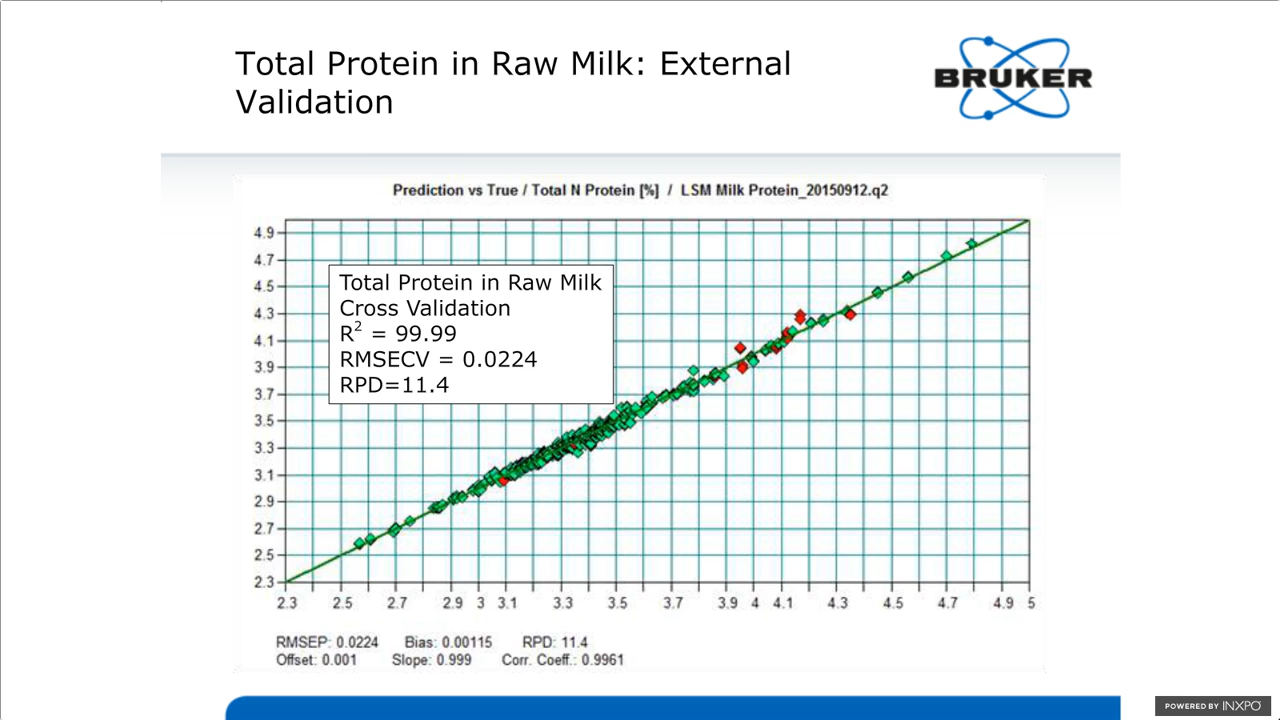 Total Protein in Raw Milk: External
Validation
BRUKER
Prediction vs True / Total N Protein [%] / LSM Milk Protein_20150912.q2
4.9
4.7
4.5
4.3
4.1
3.9
3.7
3.5
3.3
3.1
2.9
2.7
2.5
2.3
Total Protein in Raw Milk
Cross Validation
R² = 99.99
RMSECV = 0.0224
RPD=11.4
2.3 2.5 2.7 2.9 3 3.1 3.3 3.5 3.7 3.9 4 4.1 4.3 4.5 4.7 4.9 5
RMSEP: 0.0224 Bias: 0.00115 RPD: 11.4
Offset: 0.001 Slope: 0.999 Corr. Coeff.: 0.9961
POWERED BY INXPO